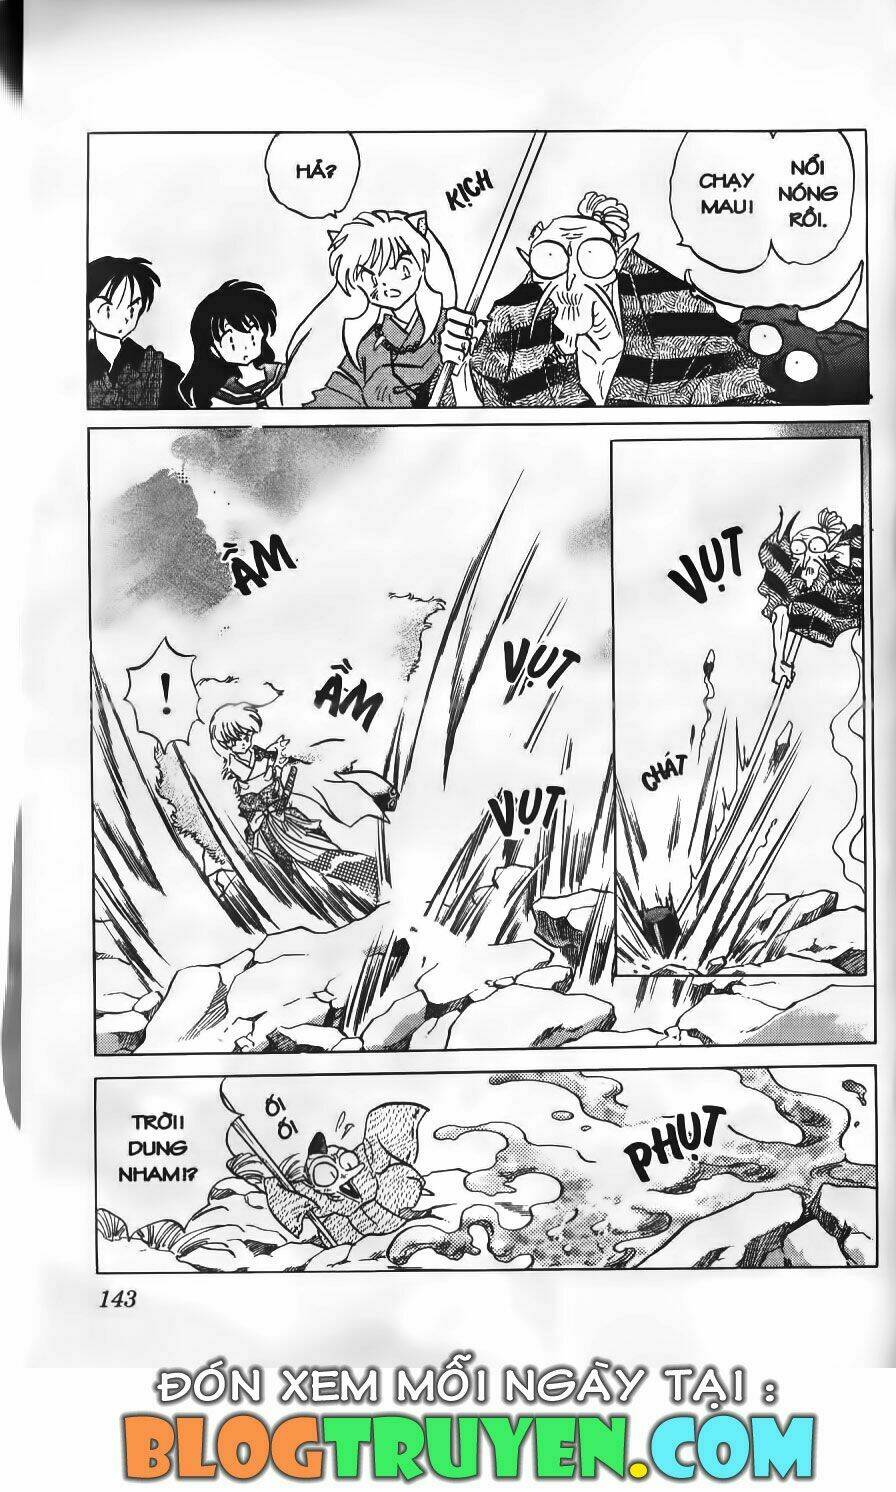 HẢ?
KỊCH
CHẠY
MAU!
NỔI
NÓNG
RỒI.
ẦM
ẦM
!
VỤT
VỤT
VỤT
CHÁT
TRỜI!
DUNG
NHAM!?
ỐI
ỐI
PHỤT
143
ĐÓN XEM MỖI NGÀY TẠI :
BLOGTRUYEN.COM